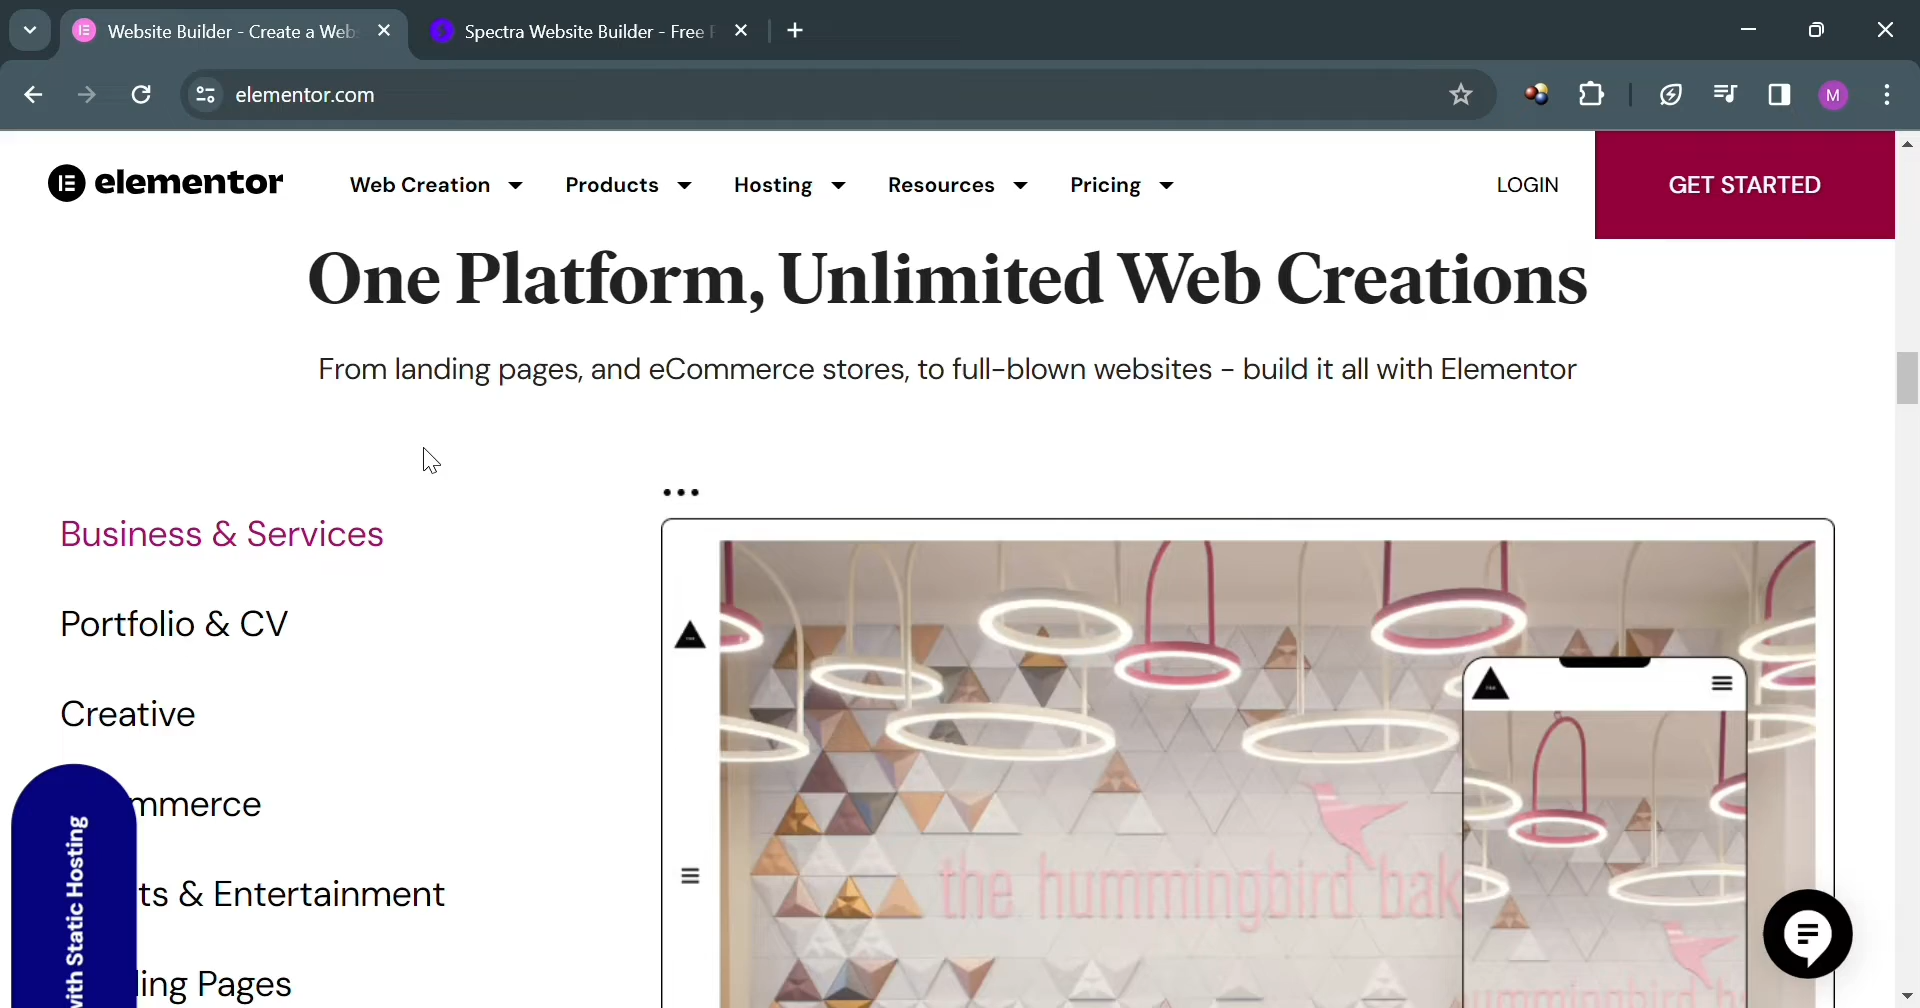 Website Builder - Create a Web
Spectra Website Builder - Free
elementor.com
M
elementor
Web Creation
Products
Hosting
Resources
Pricing
LOGIN
GET STARTED
One Platform, Unlimited Web Creations
From landing pages, and eCommerce stores, to full-blown websites - build it all with Elementor
Business & Services
Portfolio & CV
Creative
mmerce
ts & Entertainment
ing Pages
with Static Hosting
the hummingbird bak